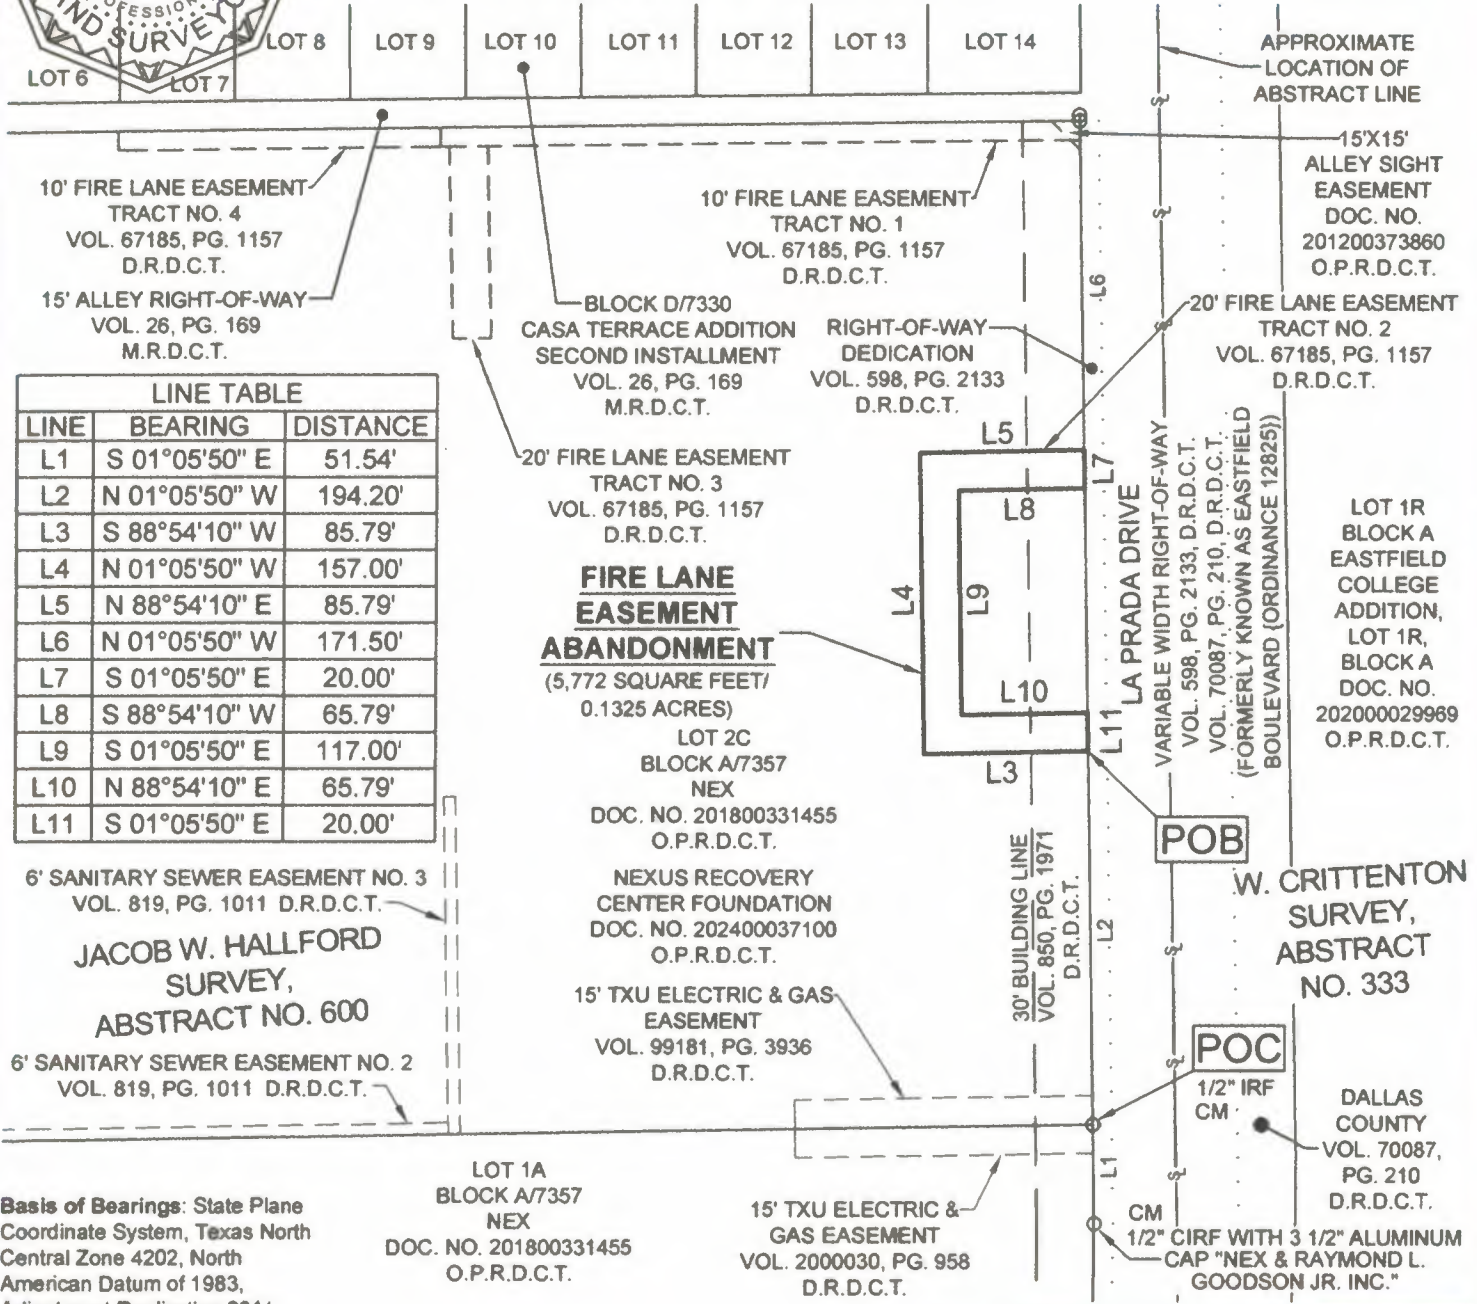 PROFESSIONAL
LAND SURVEYOR
LOT 6
LOT 7
LOT 8
LOT 9
LOT 10
LOT 11
LOT 12
LOT 13
LOT 14
APPROXIMATE
LOCATION OF
ABSTRACT LINE
15'X15'
ALLEY SIGHT
EASEMENT
DOC. NO.
201200373860
O.P.R.D.C.T.
10' FIRE LANE EASEMENT
TRACT NO. 4
VOL. 67185, PG. 1157
D.R.D.C.T.
15' ALLEY RIGHT-OF-WAY
VOL. 26, PG. 169
M.R.D.C.T.
10' FIRE LANE EASEMENT
TRACT NO. 1
VOL. 67185, PG. 1157
D.R.D.C.T.
BLOCK D/7330
CASA TERRACE ADDITION
SECOND INSTALLMENT
VOL. 26, PG. 169
M.R.D.C.T.
RIGHT-OF-WAY
DEDICATION
VOL. 598, PG. 2133
D.R.D.C.T.
L6
20' FIRE LANE EASEMENT
TRACT NO. 2
VOL. 67185, PG. 1157
D.R.D.C.T.
LINE TABLE
LINE BEARING DISTANCE
L1 S 01°05'50" E 51.54'
L2 N 01°05'50" W 194.20'
L3 S 88°54'10" W 85.79'
L4 N 01°05'50" W 157.00'
L5 N 88°54'10" E 85.79'
L6 N 01°05'50" W 171.50'
L7 S 01°05'50" E 20.00'
L8 S 88°54'10" W 65.79'
L9 S 01°05'50" E 117.00'
L10 N 88°54'10" E 65.79'
L11 S 01°05'50" E 20.00'
20' FIRE LANE EASEMENT
TRACT NO. 3
VOL. 67185, PG. 1157
D.R.D.C.T.
FIRE LANE
EASEMENT
ABANDONMENT
(5,772 SQUARE FEET/
0.1325 ACRES)
LOT 2C
BLOCK A/7357
NEX
DOC. NO. 201800331455
O.P.R.D.C.T.
NEXUS RECOVERY
CENTER FOUNDATION
DOC. NO. 202400037100
O.P.R.D.C.T.
L5
L7
L8
L4
L9
L10
L11
L3
LA PRADA DRIVE
VARIABLE WIDTH RIGHT-OF-WAY
VOL. 598, PG. 2133, D.R.D.C.T.
VOL. 70087, PG. 210, D.R.D.C.T.
(FORMERLY KNOWN AS EASTFIELD
BOULEVARD {ORDINANCE 12825})
LOT 1R
BLOCK A
EASTFIELD
COLLEGE
ADDITION,
LOT 1R,
BLOCK A
DOC. NO.
202000029969
O.P.R.D.C.T.
POB
W. CRITTENTON
SURVEY,
ABSTRACT
NO. 333
30' BUILDING LINE
VOL. 850, PG. 1971
D.R.D.C.T.
L2
6' SANITARY SEWER EASEMENT NO. 3
VOL. 819, PG. 1011 D.R.D.C.T.
JACOB W. HALLFORD
SURVEY,
ABSTRACT NO. 600
6' SANITARY SEWER EASEMENT NO. 2
VOL. 819, PG. 1011 D.R.D.C.T.
15' TXU ELECTRIC & GAS
EASEMENT
VOL. 99181, PG. 3936
D.R.D.C.T.
POC
1/2" IRF
CM
DALLAS
COUNTY
VOL. 70087,
PG. 210
D.R.D.C.T.
L1
LOT 1A
BLOCK A/7357
NEX
DOC. NO. 201800331455
O.P.R.D.C.T.
15' TXU ELECTRIC &
GAS EASEMENT
VOL. 2000030, PG. 958
D.R.D.C.T.
CM
1/2" CIRF WITH 3 1/2" ALUMINUM
CAP "NEX & RAYMOND L.
GOODSON JR. INC."
Basis of Bearings: State Plane
Coordinate System, Texas North
Central Zone 4202, North
American Datum of 1983,